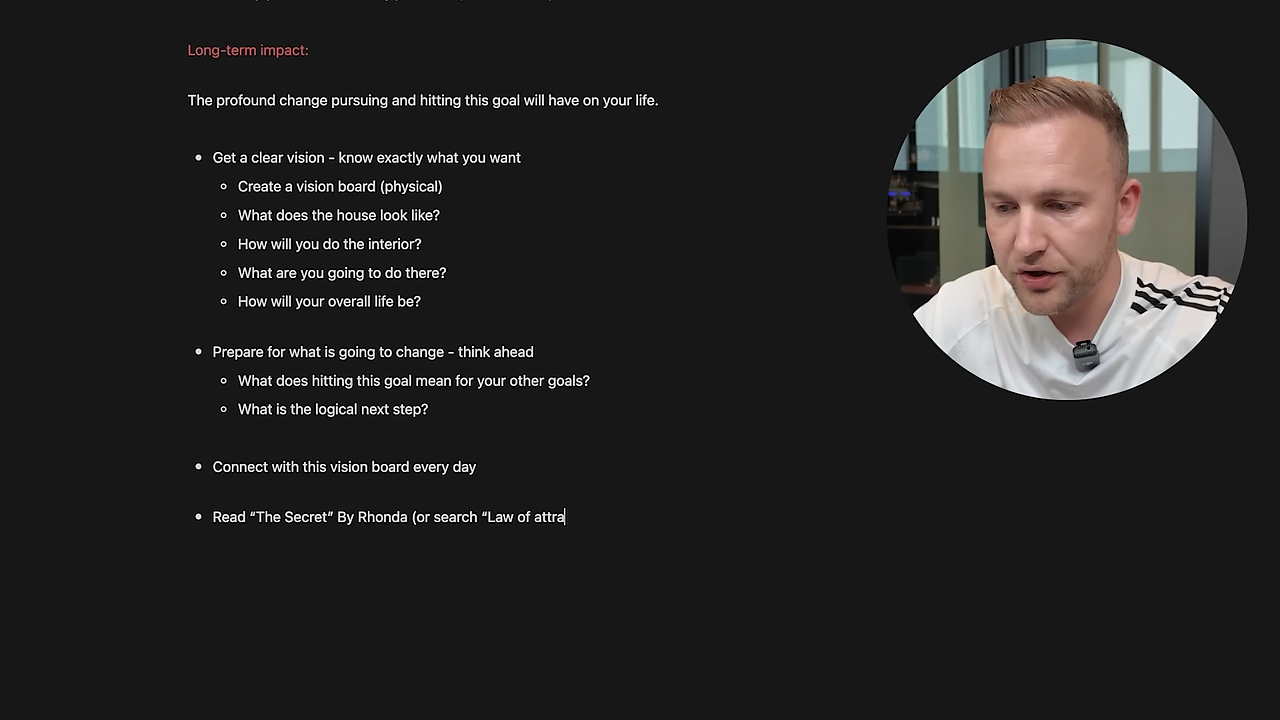 Long-term impact:
The profound change pursuing and hitting this goal will have on your life.
Get a clear vision - know exactly what you want
Create a vision board (physical)
What does the house look like?
How will you do the interior?
What are you going to do there?
How will your overall life be?
Prepare for what is going to change - think ahead
What does hitting this goal mean for your other goals?
What is the logical next step?
Connect with this vision board every day
Read “The Secret” By Rhonda (or search “Law of attra